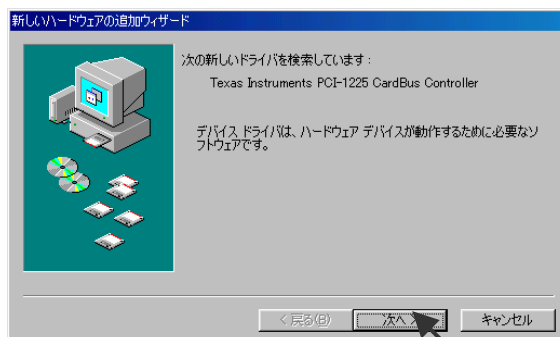 新しいハードウェアの追加ウィザード
次の新しいドライバを検索しています：
Texas Instruments PCI-1225 CardBus Controller
デバイス ドライバは、ハードウェア デバイスが動作するために必要なソ
フトウェアです。
< 戻る(B)
次へ >
キャンセル